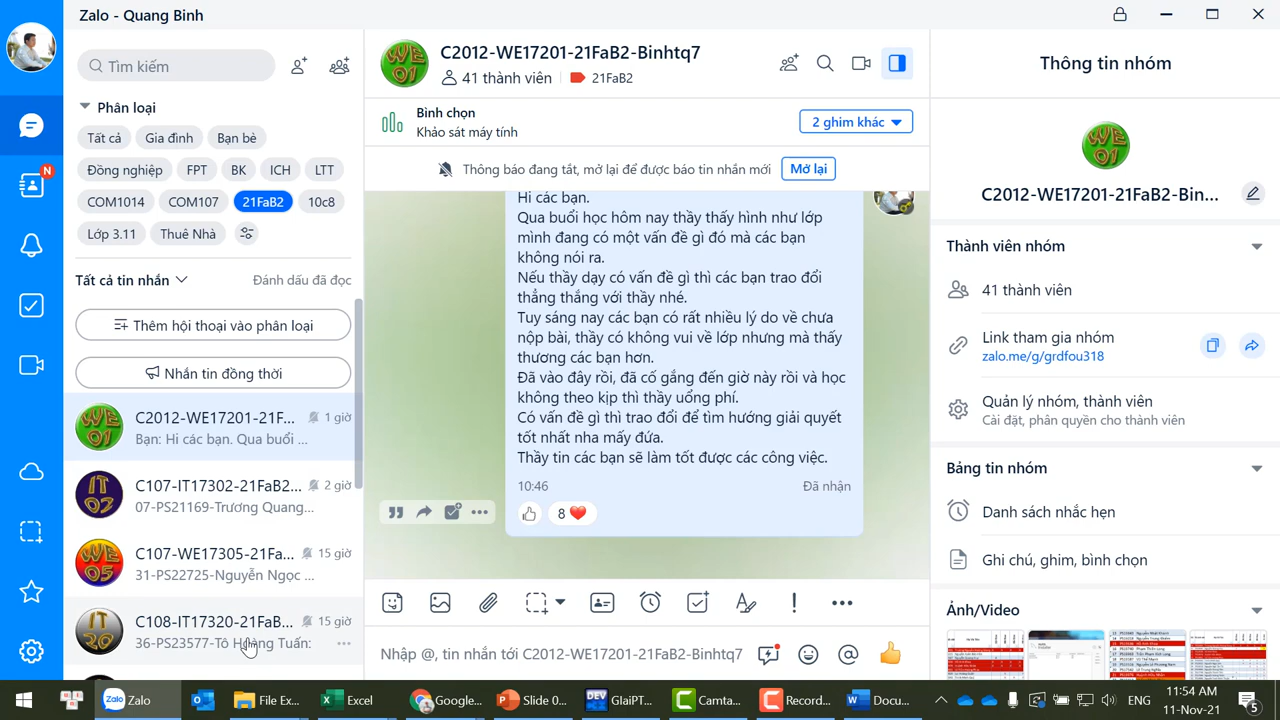 Zalo - Quang Binh
Tìm kiếm
Phân loại
Tất cả Gia đình Bạn bè
Đồng nghiệp FPT BK ICH LTT
COM1014 COM107 21FaB2 10c8
Lớp 3.11 Thuê Nhà
Tất cả tin nhắn Đánh dấu đã đọc
Thêm hội thoại vào phân loại
Nhắn tin đồng thời
C2012-WE17201-21F... 1 giờ
Bạn: Hi các bạn. Qua buổi ...
C107-IT17302-21FaB2... 2 giờ
07-PS21169-Trương Quang...
C107-WE17305-21Fa... 15 giờ
31-PS22725-Nguyễn Ngọc ...
C108-IT17320-21FaB... 15 giờ
36-PS23577-Tô Hoàng Tuấn:
C2012-WE17201-21FaB2-Binhtq7
41 thành viên 21FaB2
Bình chọn
Khảo sát máy tính
2 ghim khác
Thông báo đang tắt, mở lại để được báo tin nhắn mới Mở lại
Hi các bạn.
Qua buổi học hôm nay thầy thấy hình như lớp
mình đang có một vấn đề gì đó mà các bạn
không nói ra.
Nếu thầy dạy có vấn đề gì thì các bạn trao đổi
thẳng thắng với thầy nhé.
Tuy sáng nay các bạn có rất nhiều lý do về chưa
nộp bài, thầy có không vui về lớp nhưng mà thấy
thương các bạn hơn.
Đã vào đây rồi, đã cố gắng đến giờ này rồi và học
không theo kịp thì thầy uổng phí.
Có vấn đề gì thì trao đổi để tìm hướng giải quyết
tốt nhất nha mấy đứa.
Thầy tin các bạn sẽ làm tốt được các công việc.
10:46 Đã nhận
8
tới C2012-WE17201-21FaB2-Binhtq7
Thông tin nhóm
C2012-WE17201-21FaB2-Bin...
Thành viên nhóm
41 thành viên
Link tham gia nhóm
zalo.me/g/grdfou318
Quản lý nhóm, thành viên
Cài đặt, phân quyền cho thành viên
Bảng tin nhóm
Danh sách nhắc hẹn
Ghi chú, ghim, bình chọn
Ảnh/Video
Zalo File Ex... Excel Google... Slide ... GlaiPT... Camta... Record... Docu... ENG 11:54 AM
11-Nov-21 5